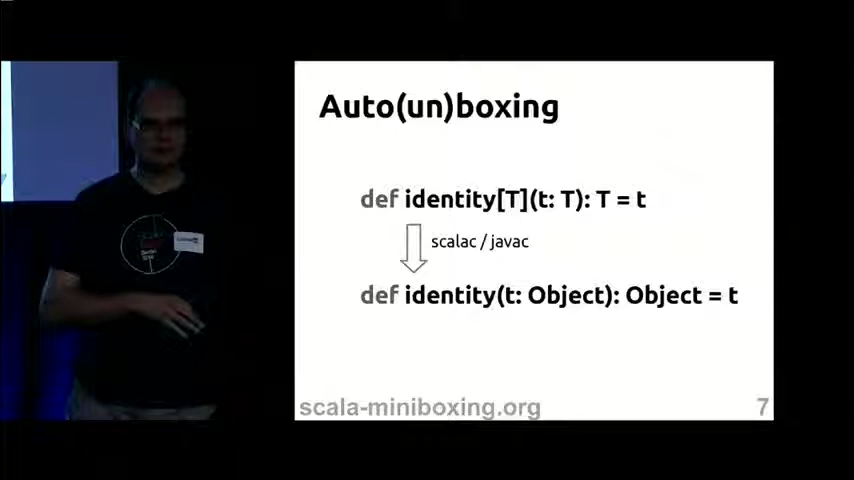 Auto(un)boxing
def identity[T](t: T): T = t
scalac / javac
def identity(t: Object): Object = t
scala-miniboxing.org
7